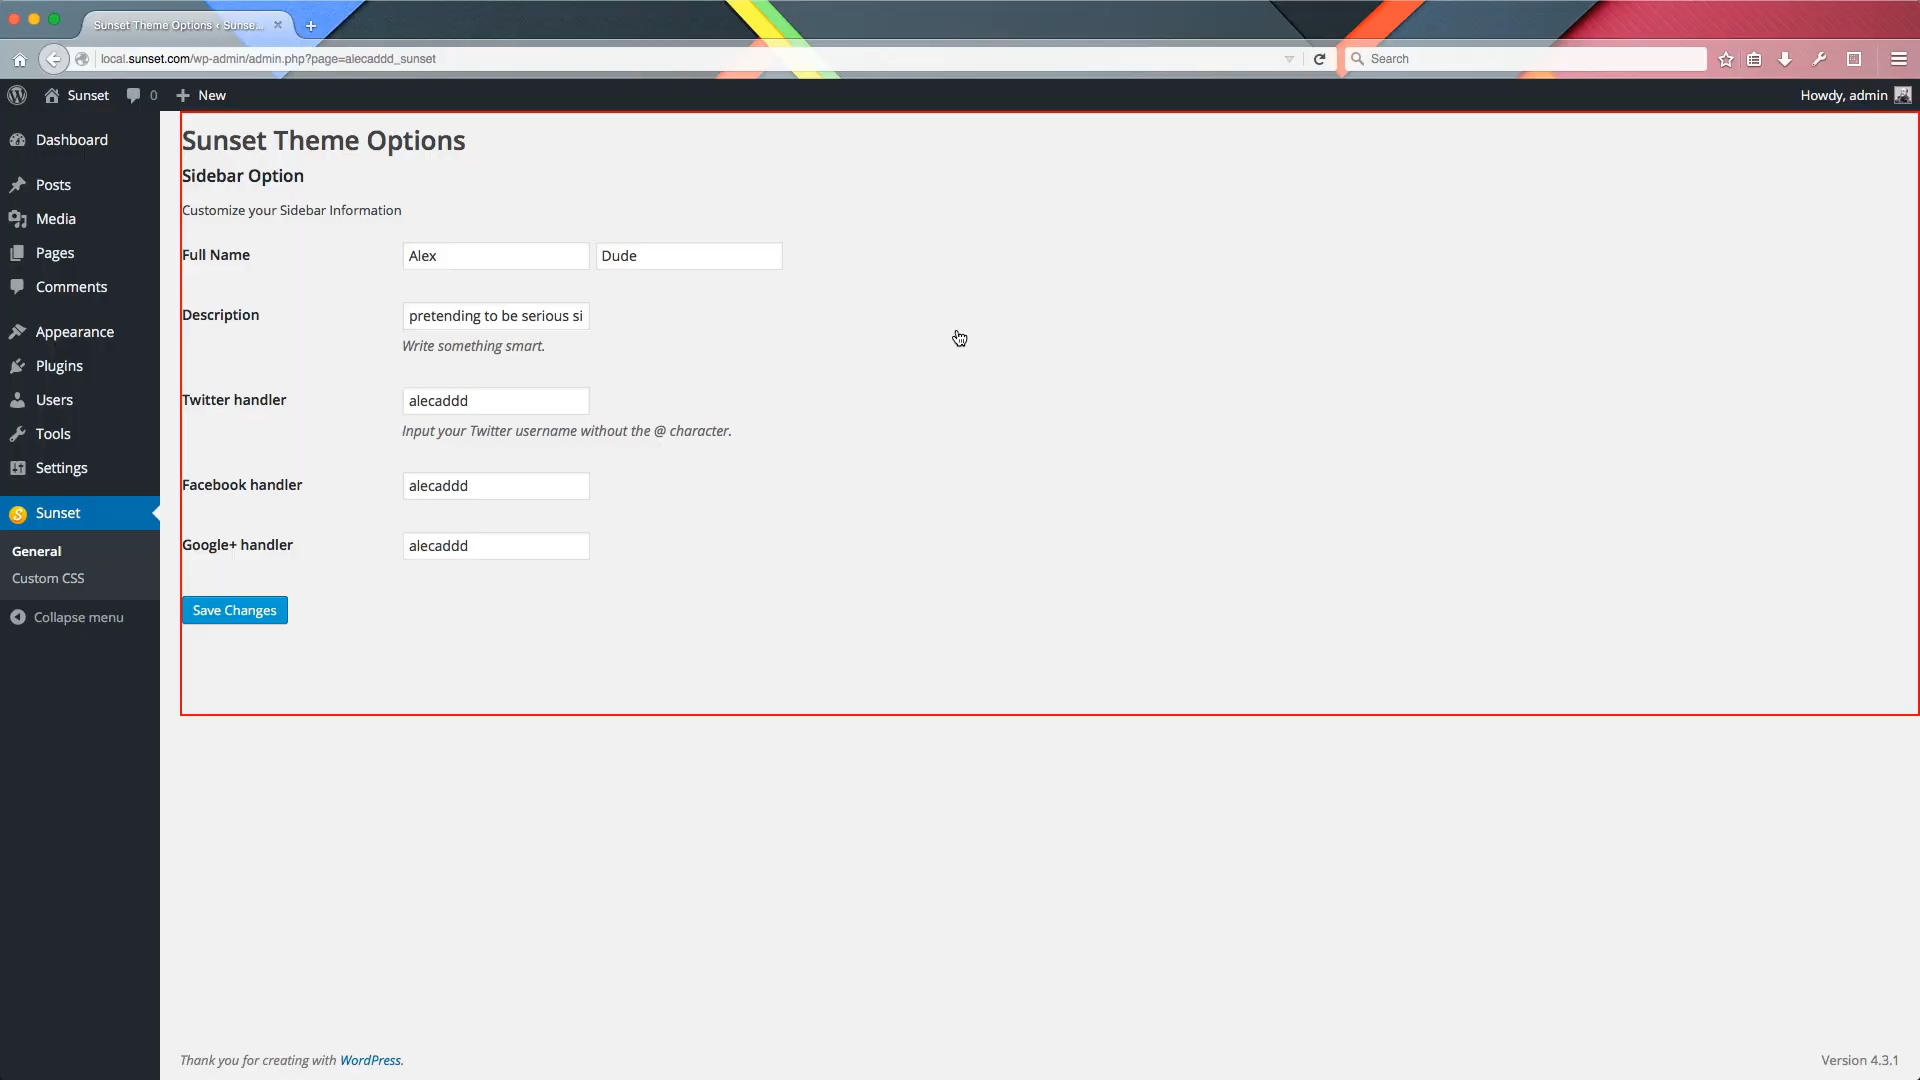 Sunset Theme Options ‹ Sunse...
local.sunset.com/wp-admin/admin.php?page=alecaddd_sunset
Search
Sunset
0
New
Howdy, admin
Dashboard
Posts
Media
Pages
Comments
Appearance
Plugins
Users
Tools
Settings
Sunset
General
Custom CSS
Collapse menu
Sunset Theme Options
Sidebar Option
Customize your Sidebar Information
Full Name
Alex
Dude
Description
pretending to be serious si
Write something smart.
Twitter handler
alecaddd
Input your Twitter username without the @ character.
Facebook handler
alecaddd
Google+ handler
alecaddd
Save Changes
Thank you for creating with WordPress.
Version 4.3.1